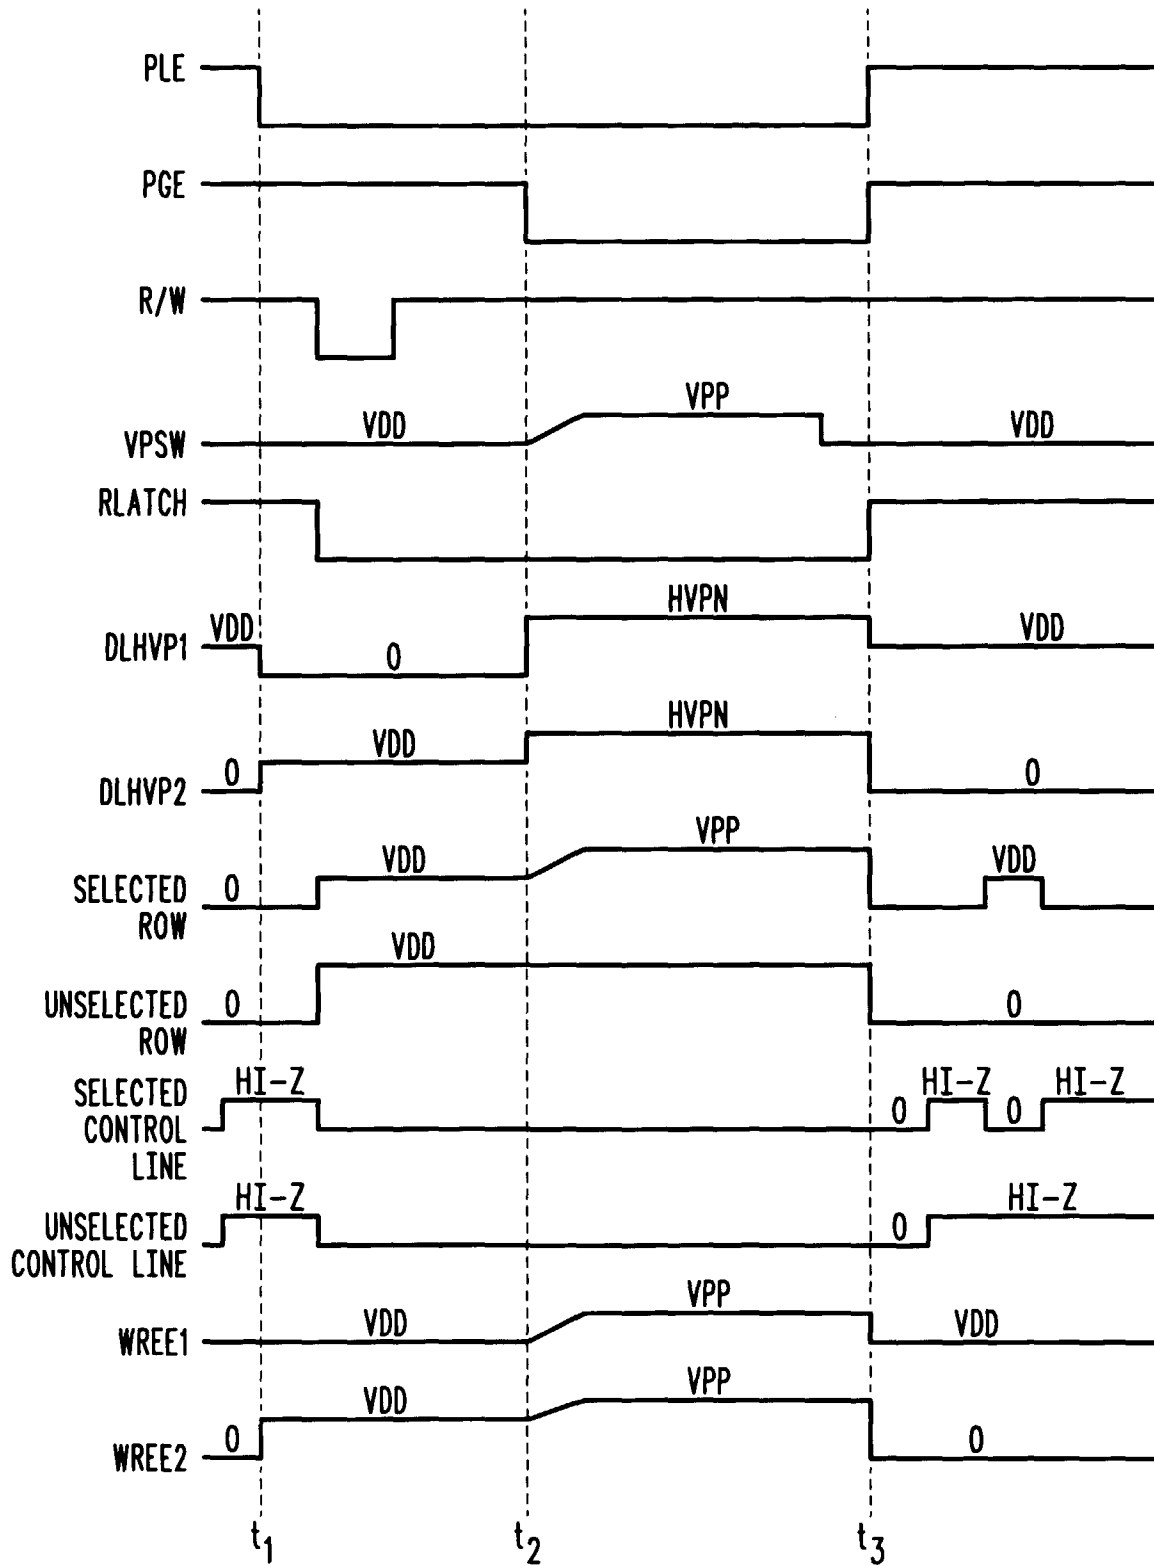 PLE
PGE
R/W
VPSW VDD VPP VDD
RLATCH
DLHVP1 VDD 0 HVPN VDD
DLHVP2 0 VDD HVPN 0
SELECTED 0 VDD VPP VDD
ROW
UNSELECTED 0 VDD 0
ROW
SELECTED HI-Z HI-Z HI-Z
CONTROL 0 0
LINE
UNSELECTED HI-Z 0 HI-Z
CONTROL LINE
WREE1 VDD VPP VDD
WREE2 0 VDD VPP 0
t1 t2 t3